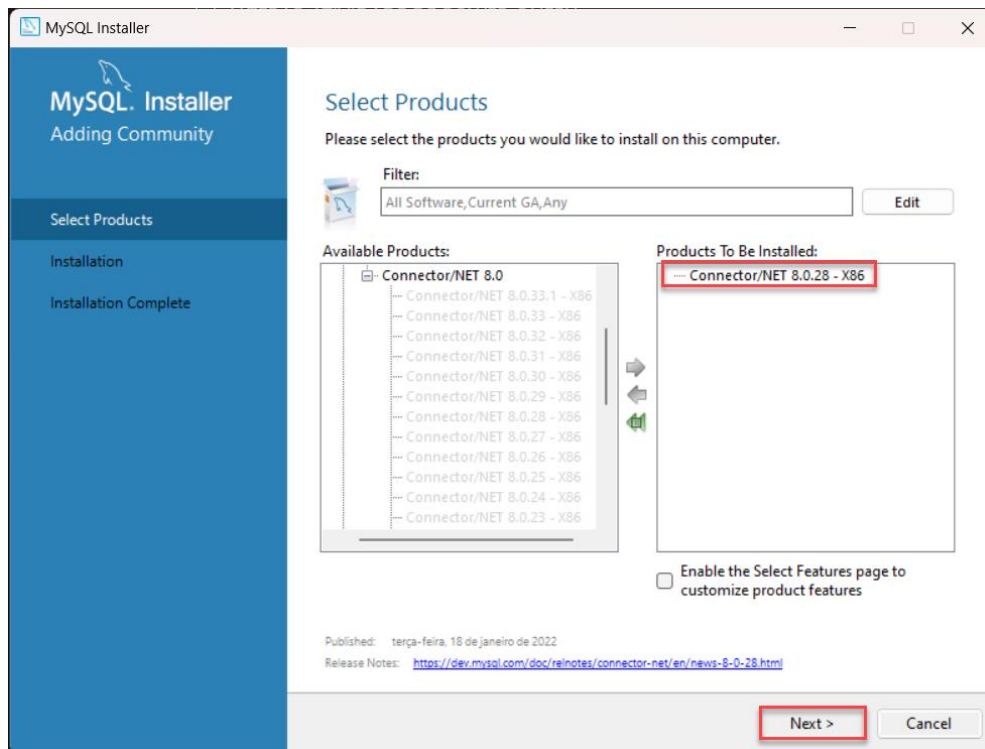 MySQL Installer
MySQL. Installer
Adding Community
Select Products
Installation
Installation Complete
Select Products
Please select the products you would like to install on this computer.
Filter:
All Software,Current GA,Any
Edit
Available Products:
Connector/NET 8.0
Connector/NET 8.0.33.1 - X86
Connector/NET 8.0.33 - X86
Connector/NET 8.0.32 - X86
Connector/NET 8.0.31 - X86
Connector/NET 8.0.30 - X86
Connector/NET 8.0.29 - X86
Connector/NET 8.0.28 - X86
Connector/NET 8.0.27 - X86
Connector/NET 8.0.26 - X86
Connector/NET 8.0.25 - X86
Connector/NET 8.0.24 - X86
Connector/NET 8.0.23 - X86
Products To Be Installed:
Connector/NET 8.0.28 - X86
Enable the Select Features page to
customize product features
Published: terça-feira, 18 de janeiro de 2022
Release Notes: https://dev.mysql.com/doc/relnotes/connector-net/en/news-8-0-28.html
Next >
Cancel